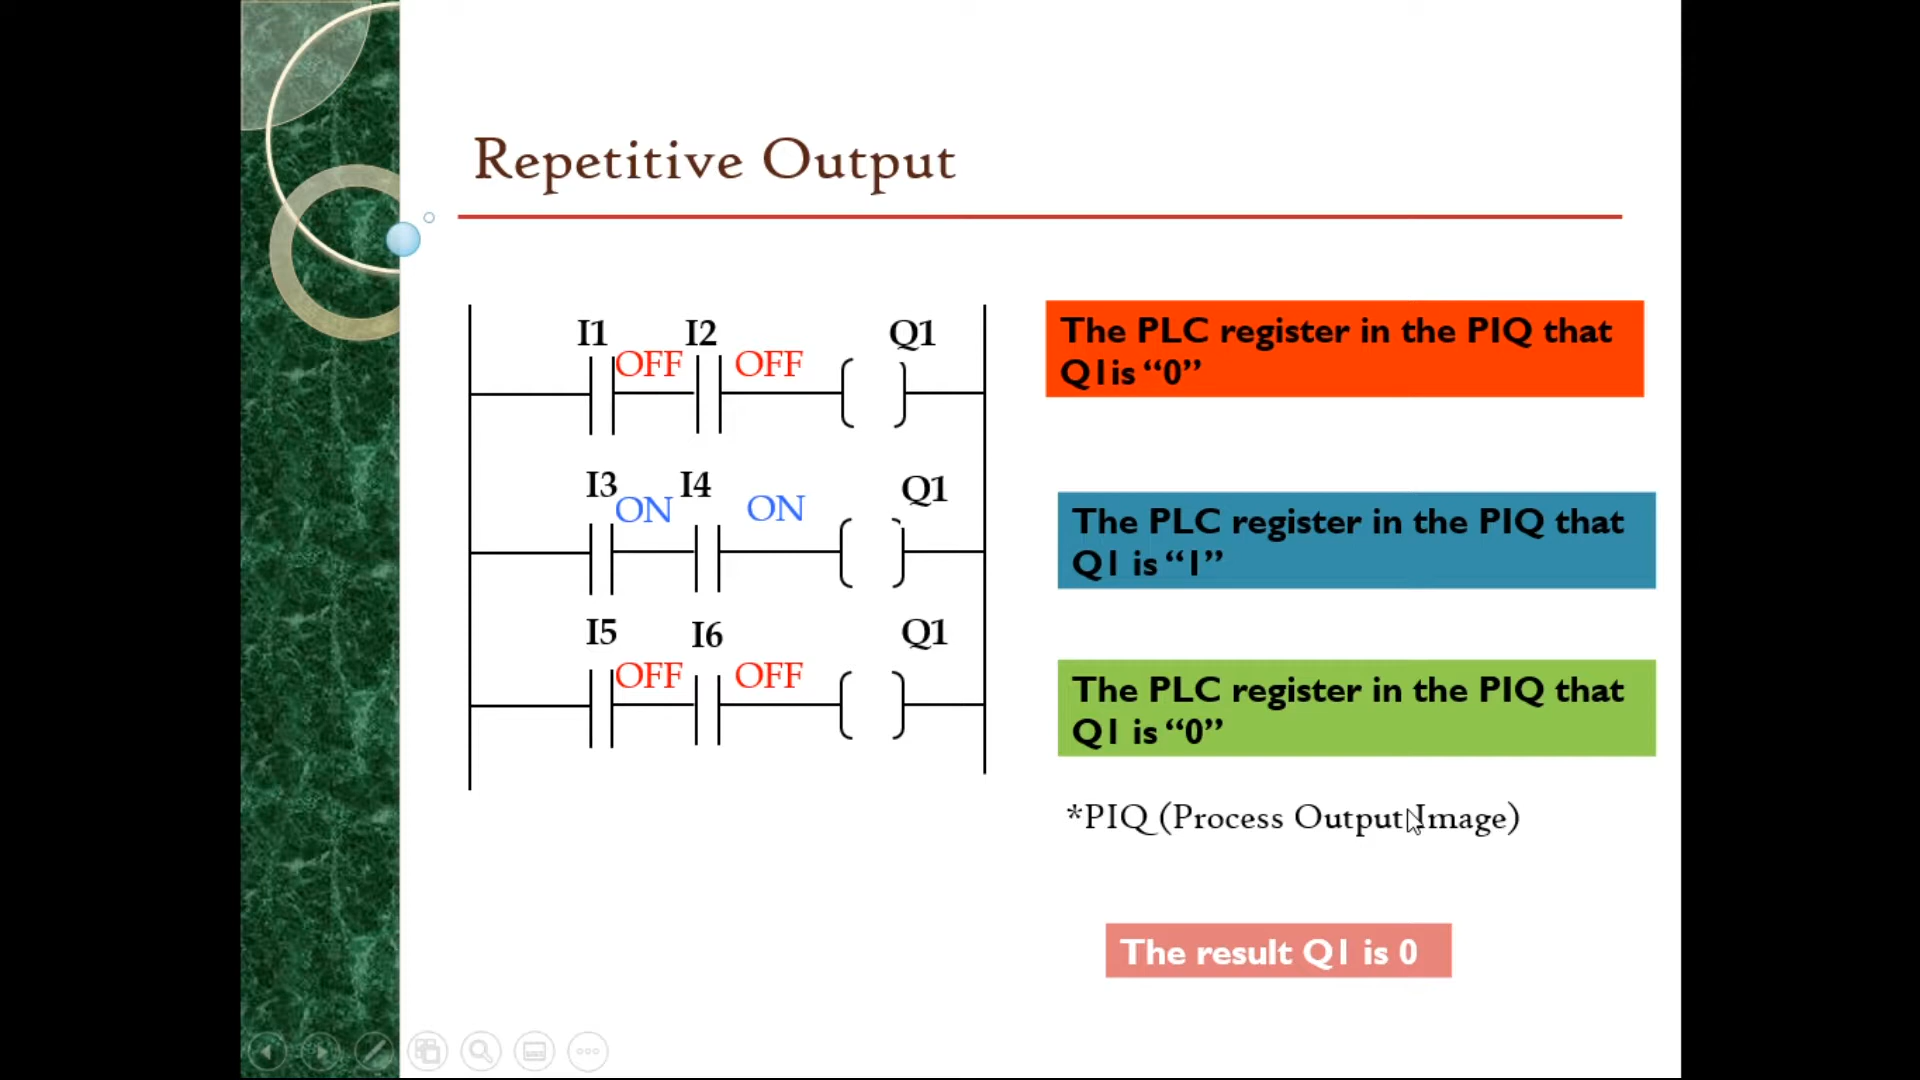 Repetitive Output
I1 I2 Q1
OFF OFF
The PLC register in the PIQ that
Q1is “0”
I3 I4 Q1
ON ON
The PLC register in the PIQ that
Q1 is “1”
I5 I6 Q1
OFF OFF
The PLC register in the PIQ that
Q1 is “0”
*PIQ (Process Output Image)
The result Q1 is 0